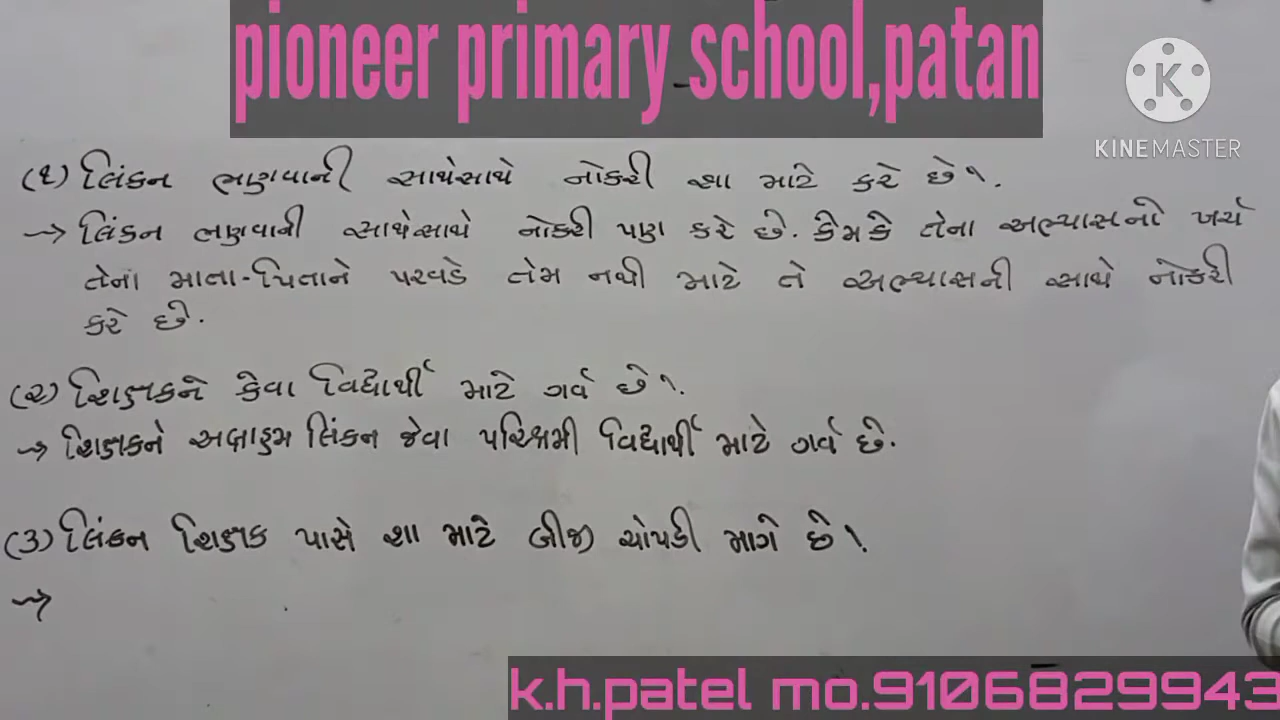 pioneer primary school,patan
K
KINEMASTER
(૧) લિંકન ભણવાની સાથેસાથે નોકરી શા માટે કરે છે?
→ લિંકન ભણવાની સાથેસાથે નોકરી પણ કરે છે. કેમકે તેના અભ્યાસનો ખર્ચ
તેના માતા-પિતાને પરવડે તેમ નથી માટે તે અભ્યાસની સાથે નોકરી
કરે છે.
(૨) શિક્ષકને કેવા વિદ્યાર્થી માટે ગર્વ છે?
→ શિક્ષકને અબ્રાહમ લિંકન જેવા પરિશ્રમી વિદ્યાર્થી માટે ગર્વ છે.
(૩) લિંકન શિક્ષક પાસે શા માટે બીજી ચોપડી માગે છે?
→
k.h.patel mo.9106829943